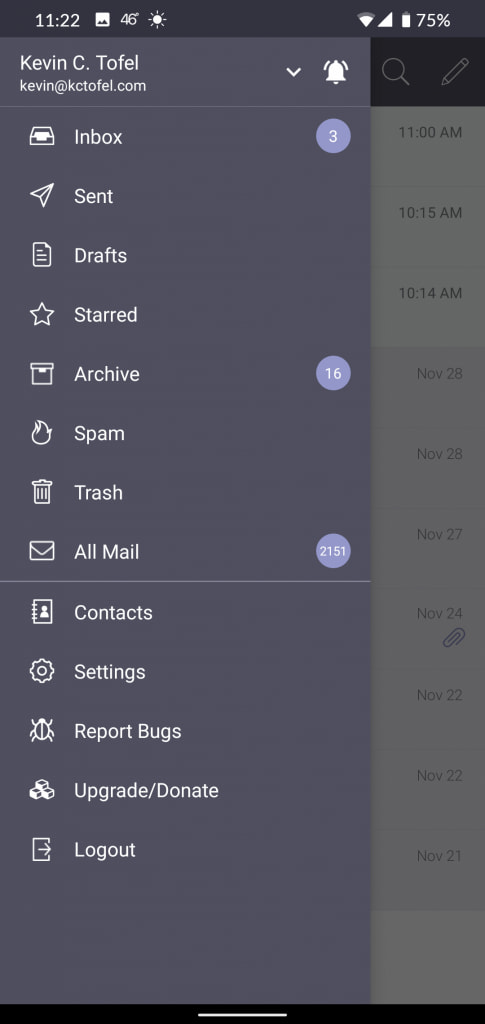 11:22 46° 75%
Kevin C. Tofel
kevin@kctofel.com
Inbox 3
11:00 AM
Sent
10:15 AM
Drafts
10:14 AM
Starred
Archive 16
Nov 28
Spam
Nov 28
Trash
Nov 27
All Mail 2151
Contacts
Nov 24
Settings
Nov 22
Report Bugs
Nov 22
Upgrade/Donate
Logout
Nov 21